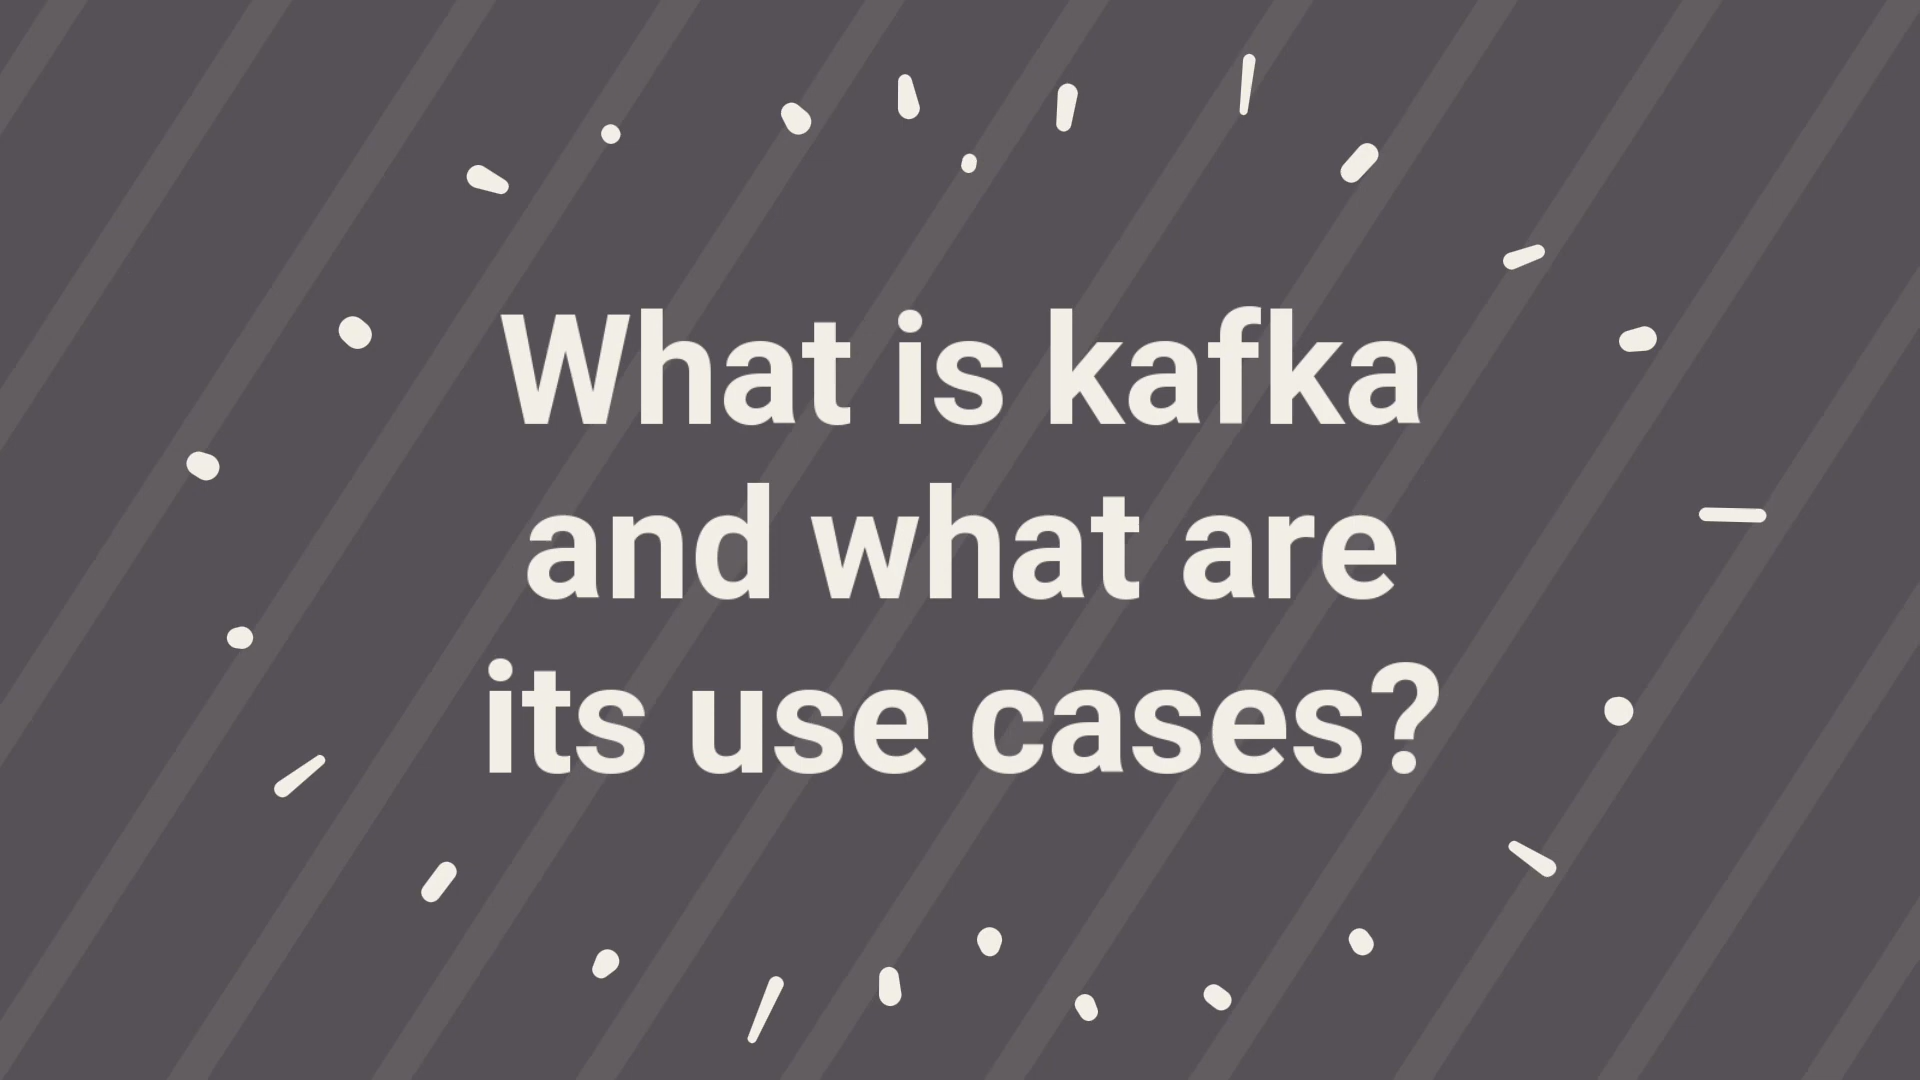 What is kafka
and what are
its use cases?